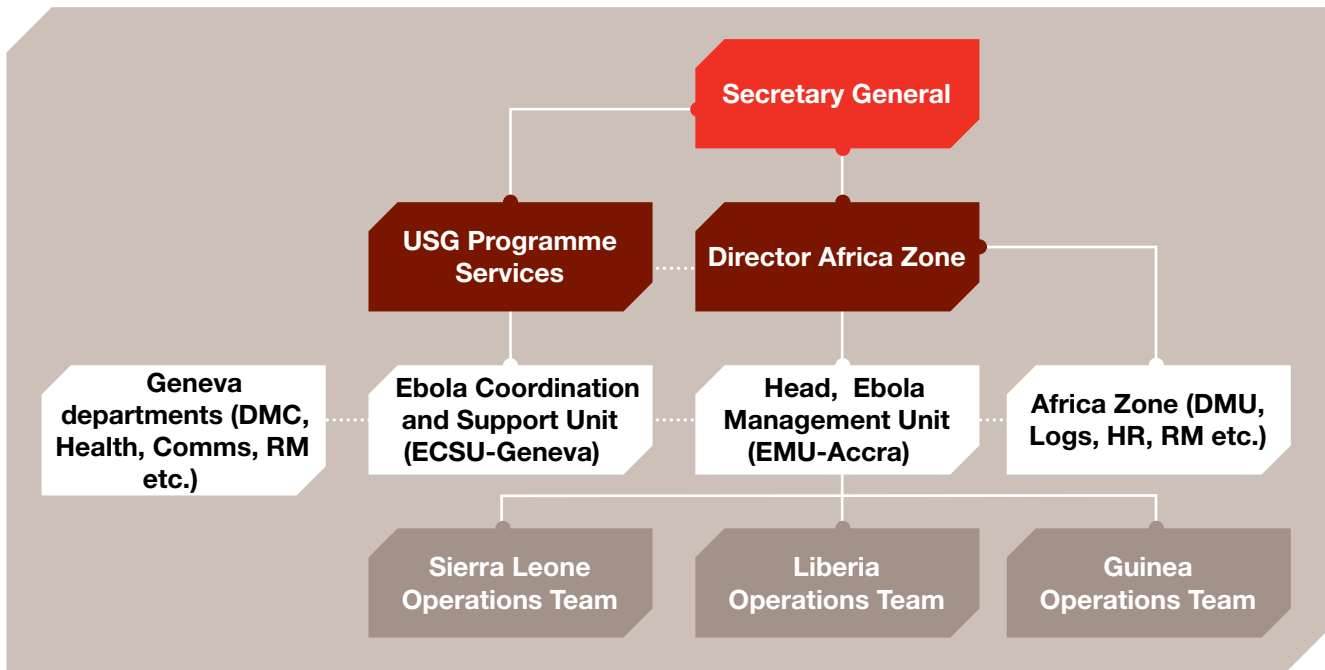 Secretary General
USG Programme
Services
Director Africa Zone
Geneva
departments (DMC,
Health, Comms, RM
etc.)
Ebola Coordination
and Support Unit
(ECSU-Geneva)
Head, Ebola
Management Unit
(EMU-Accra)
Africa Zone (DMU,
Logs, HR, RM etc.)
Sierra Leone
Operations Team
Liberia
Operations Team
Guinea
Operations Team